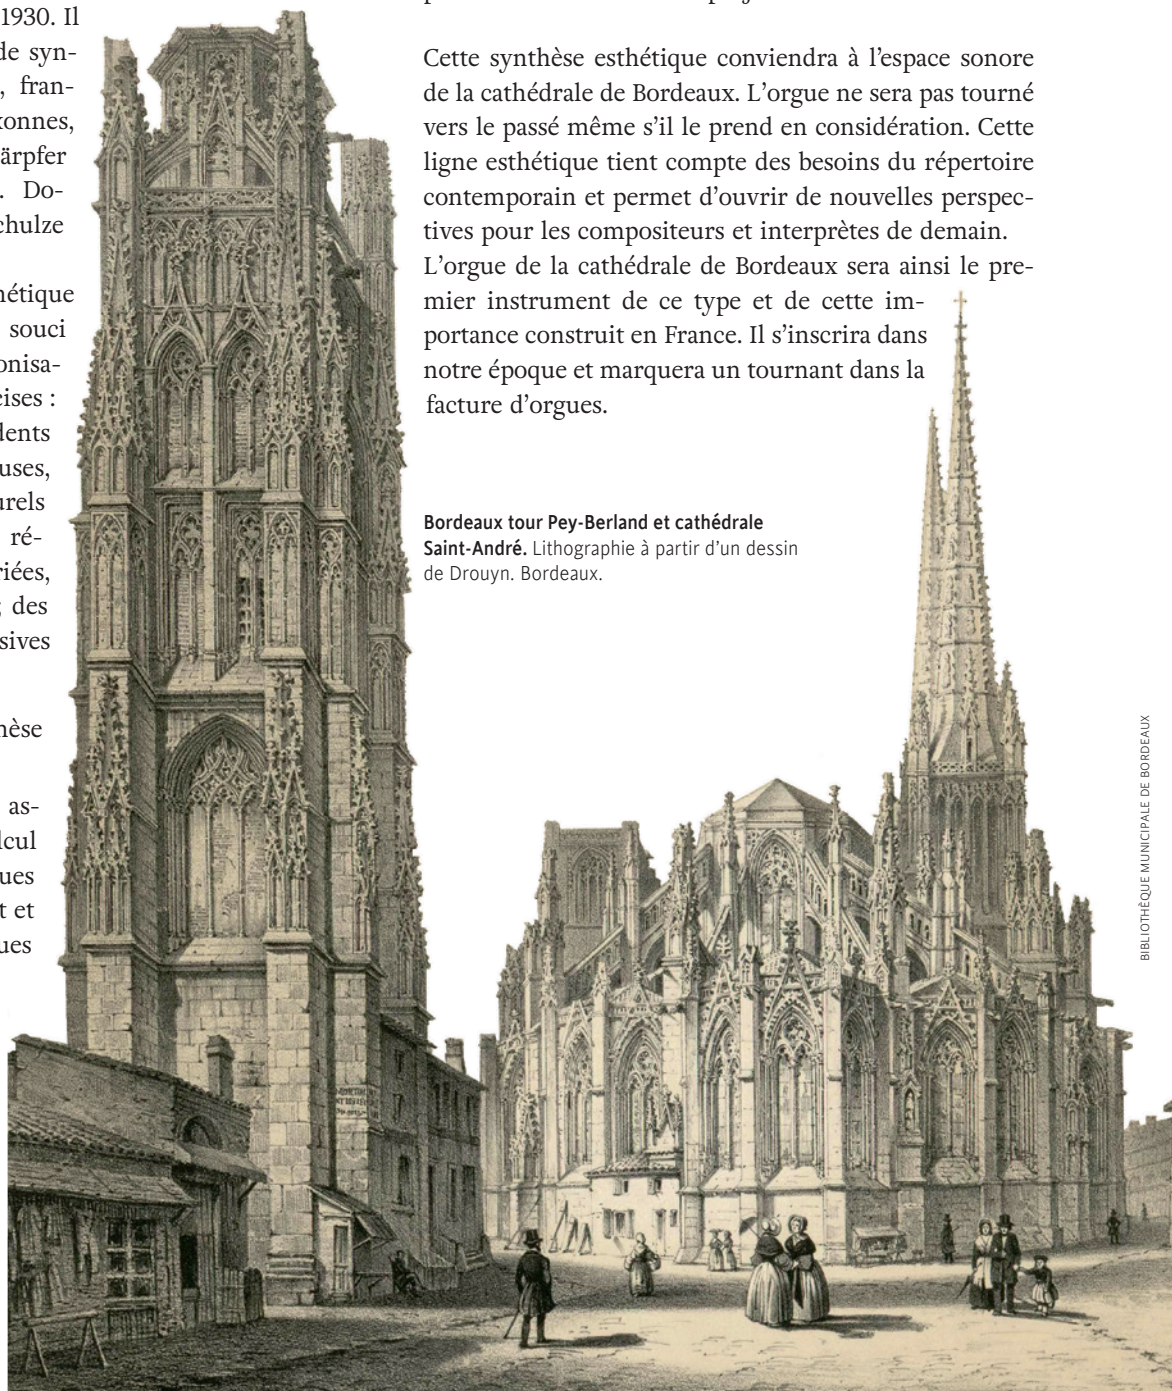 1930. Il
de syn-
, fran-
onnes,
ärpfer
. Do-
chulze
hétique
souci
onisa-
cises :
dents
uses,
urels
ré-
riées,
; des
sives
hèse
as-
lcul
ues
t et
ues
Cette synthèse esthétique conviendra à l’espace sonore
de la cathédrale de Bordeaux. L’orgue ne sera pas tourné
vers le passé même s’il le prend en considération. Cette
ligne esthétique tient compte des besoins du répertoire
contemporain et permet d’ouvrir de nouvelles perspec-
tives pour les compositeurs et interprètes de demain.
L’orgue de la cathédrale de Bordeaux sera ainsi le pre-
mier instrument de ce type et de cette im-
portance construit en France. Il s’inscrira dans
notre époque et marquera un tournant dans la
facture d’orgues.
Bordeaux tour Pey-Berland et cathédrale
Saint-André. Lithographie à partir d’un dessin
de Drouyn. Bordeaux.
BIBLIOTHÈQUE MUNICIPALE DE BORDEAUX